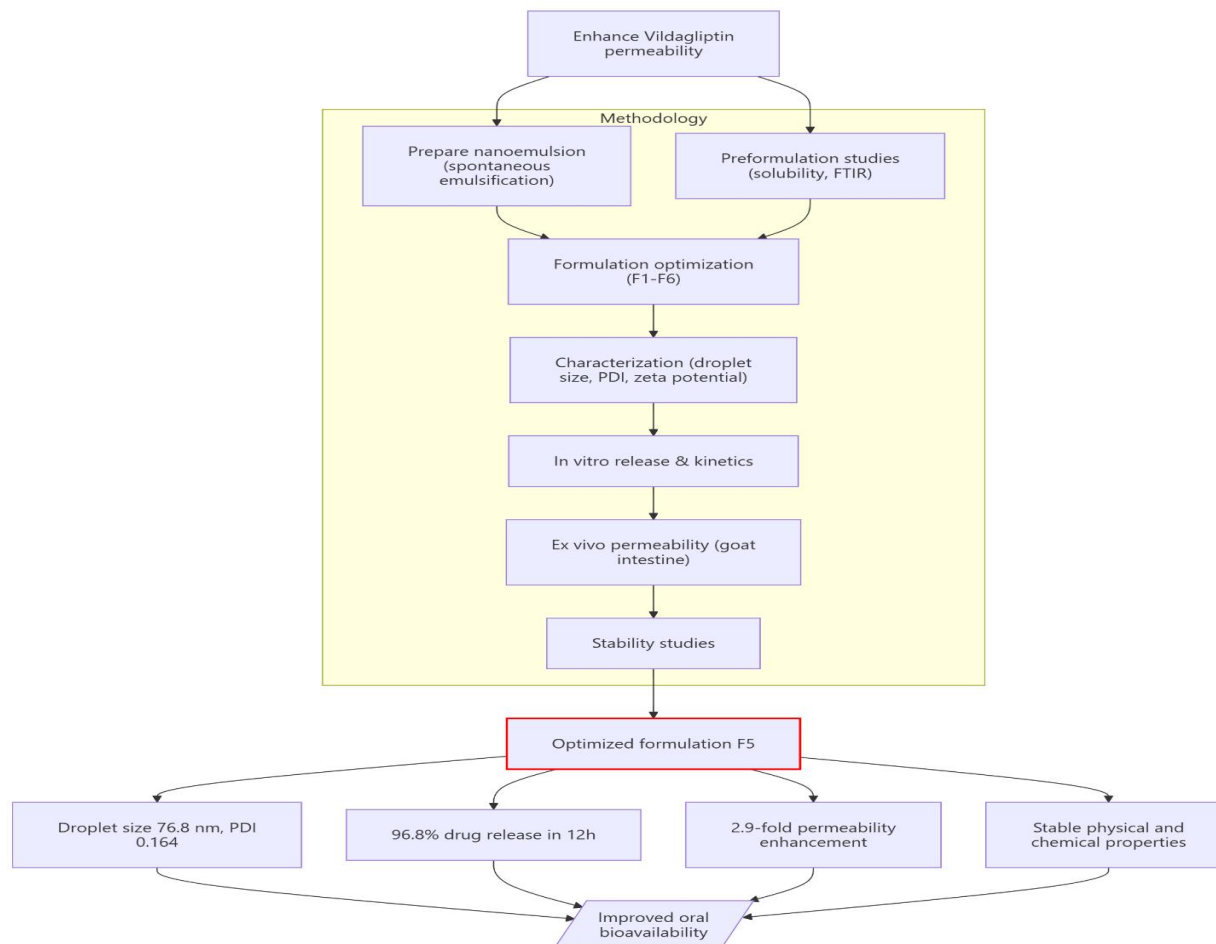 Enhance Vildagliptin
permeability
Methodology
Prepare nanoemulsion
(spontaneous
emulsification)
Preformulation studies
(solubility, FTIR)
Formulation optimization
(F1-F6)
Characterization (droplet
size, PDI, zeta potential)
In vitro release & kinetics
Ex vivo permeability (goat
intestine)
Stability studies
Optimized formulation F5
Droplet size 76.8 nm, PDI
0.164
96.8% drug release in 12h
2.9-fold permeability
enhancement
Stable physical and
chemical properties
Improved oral
bioavailability